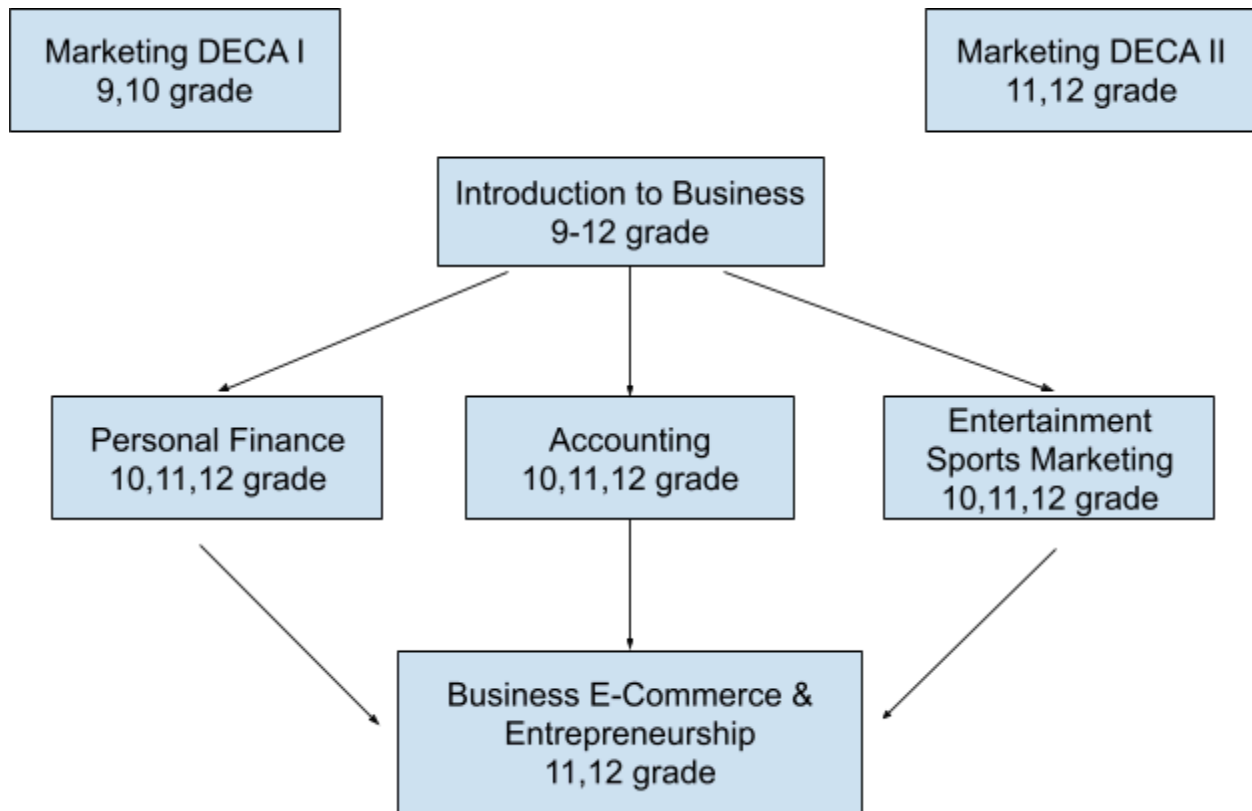 Marketing DECA I
9,10 grade
Marketing DECA II
11,12 grade
Introduction to Business
9-12 grade
Personal Finance
10,11,12 grade
Accounting
10,11,12 grade
Entertainment
Sports Marketing
10,11,12 grade
Business E-Commerce &
Entrepreneurship
11,12 grade